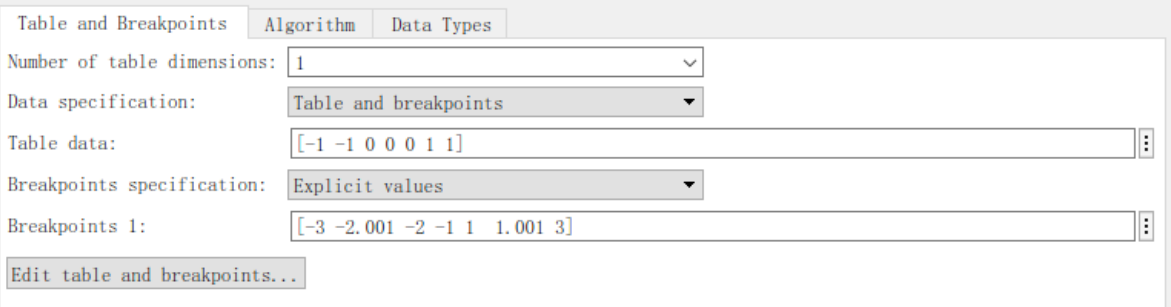 Table and Breakpoints Algorithm Data Types
Number of table dimensions: 1
Data specification: Table and breakpoints
Table data: [-1 -1 0 0 0 1 1]
Breakpoints specification: Explicit values
Breakpoints 1: [-3 -2.001 -2 -1 1  1.001 3]
Edit table and breakpoints...